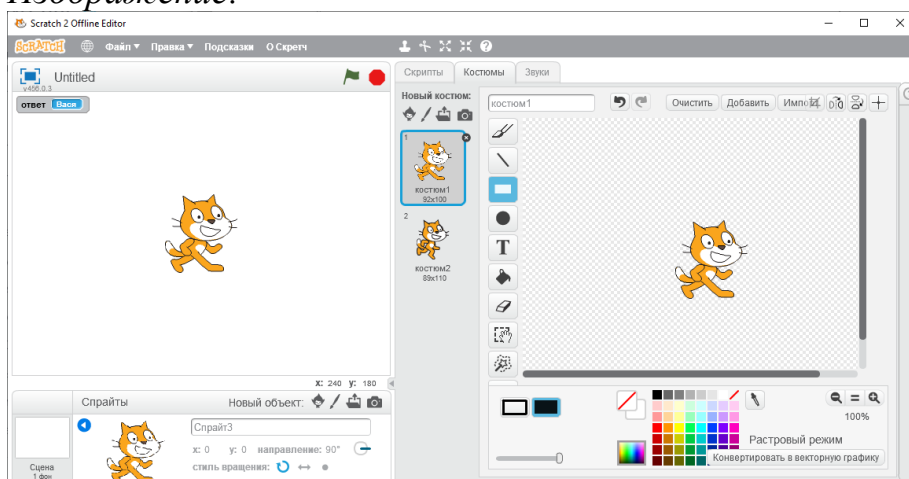 Изображение:
Scratch 2 Offline Editor
SCRATCH Файл Правка Подсказки О Скретч
Untitled
v456.0.3
ответ Вася
Скрипты Костюмы Звуки
Новый костюм:
костюм1
Очистить Добавить Импо
1
костюм1
92x100
2
костюм2
89x110
T
x: 240 y: 180
Спрайты Новый объект:
Спрайт3
x: 0 y: 0 направление: 90°
стиль вращения:
Сцена
1 фон
100%
Растровый режим
Конвертировать в векторную графику